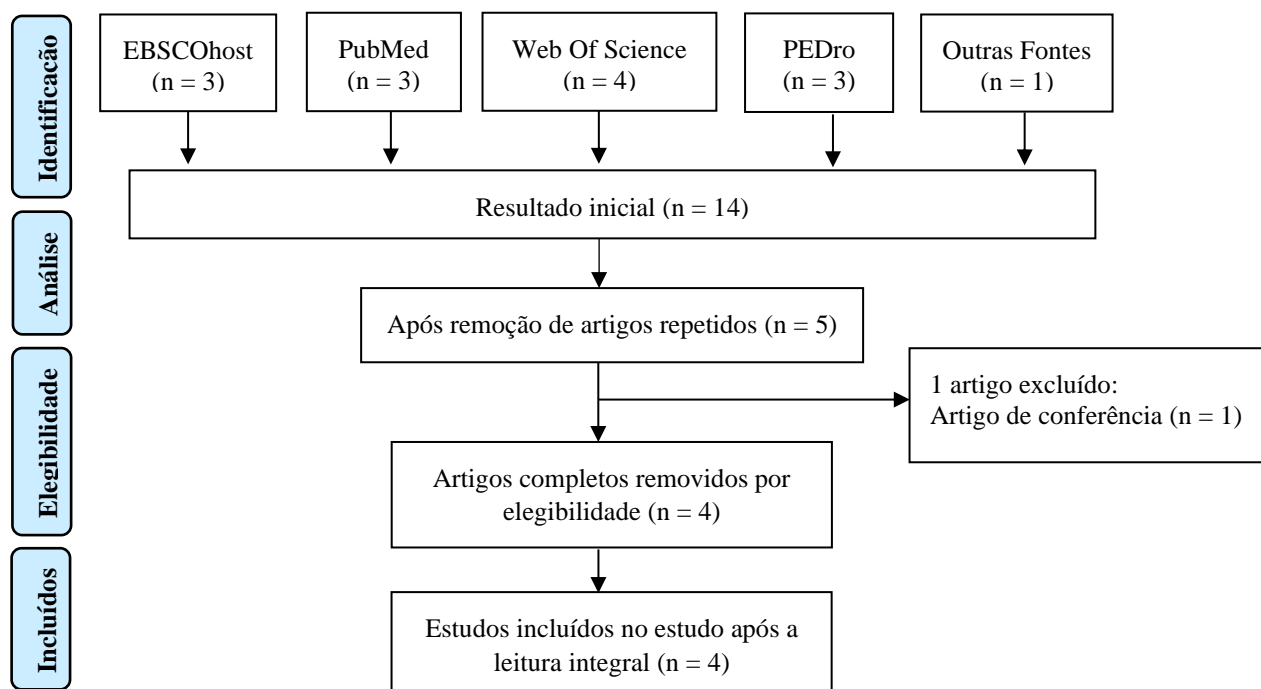 Identificação
EBSCOhost
(n = 3)
PubMed
(n = 3)
Web Of Science
(n = 4)
PEDro
(n = 3)
Outras Fontes
(n = 1)
Resultado inicial (n = 14)
Análise
Após remoção de artigos repetidos (n = 5)
Elegibilidade
1 artigo excluído:
Artigo de conferência (n = 1)
Artigos completos removidos por
elegibilidade (n = 4)
Incluídos
Estudos incluídos no estudo após a
leitura integral (n = 4)